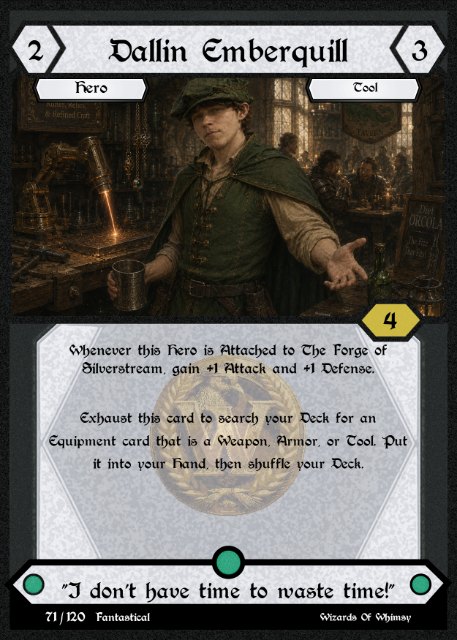 2
Dallin Emberquill
3
Hero
Tool
4
Whenever this Hero is Attached to The Forge of
Silverstream, gain +1 Attack and +1 Defense.
Exhaust this card to search your Deck for an
Equipment card that is a Weapon, Armor, or Tool. Put
it into your Hand, then shuffle your Deck.
"I don't have time to waste time!"
71/120 Fantastical
Wizards Of Whimsy